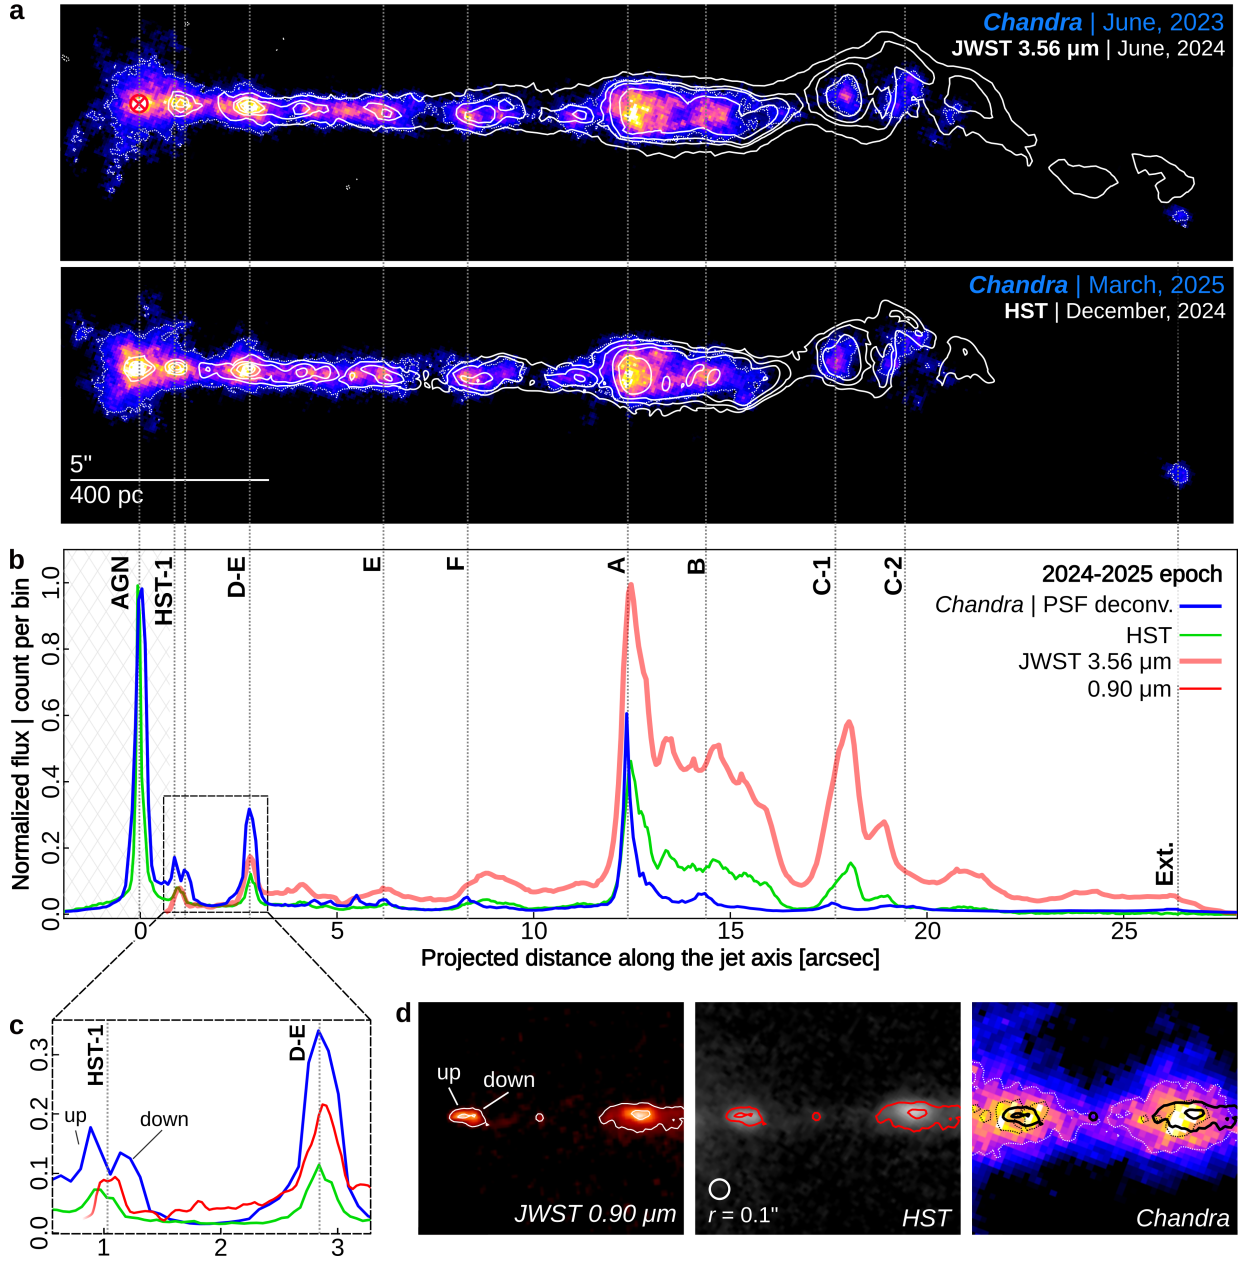 a
Chandra | June, 2023
JWST 3.56 μm | June, 2024
Chandra | March, 2025
HST | December, 2024
5"
400 pc
b
AGN
HST-1
D-E
E
F
A
B
C-1
C-2
Ext.
2024-2025 epoch
Chandra | PSF deconv.
HST
JWST 3.56 μm
0.90 μm
Normalized flux | count per bin
1.0
0.8
0.6
0.4
0.2
0.0
0 5 10 15 20 25
Projected distance along the jet axis [arcsec]
c
HST-1
D-E
up
down
0.3
0.2
0.1
0.0
1 2 3
d
up
down
JWST 0.90 μm
r = 0.1"
HST
Chandra